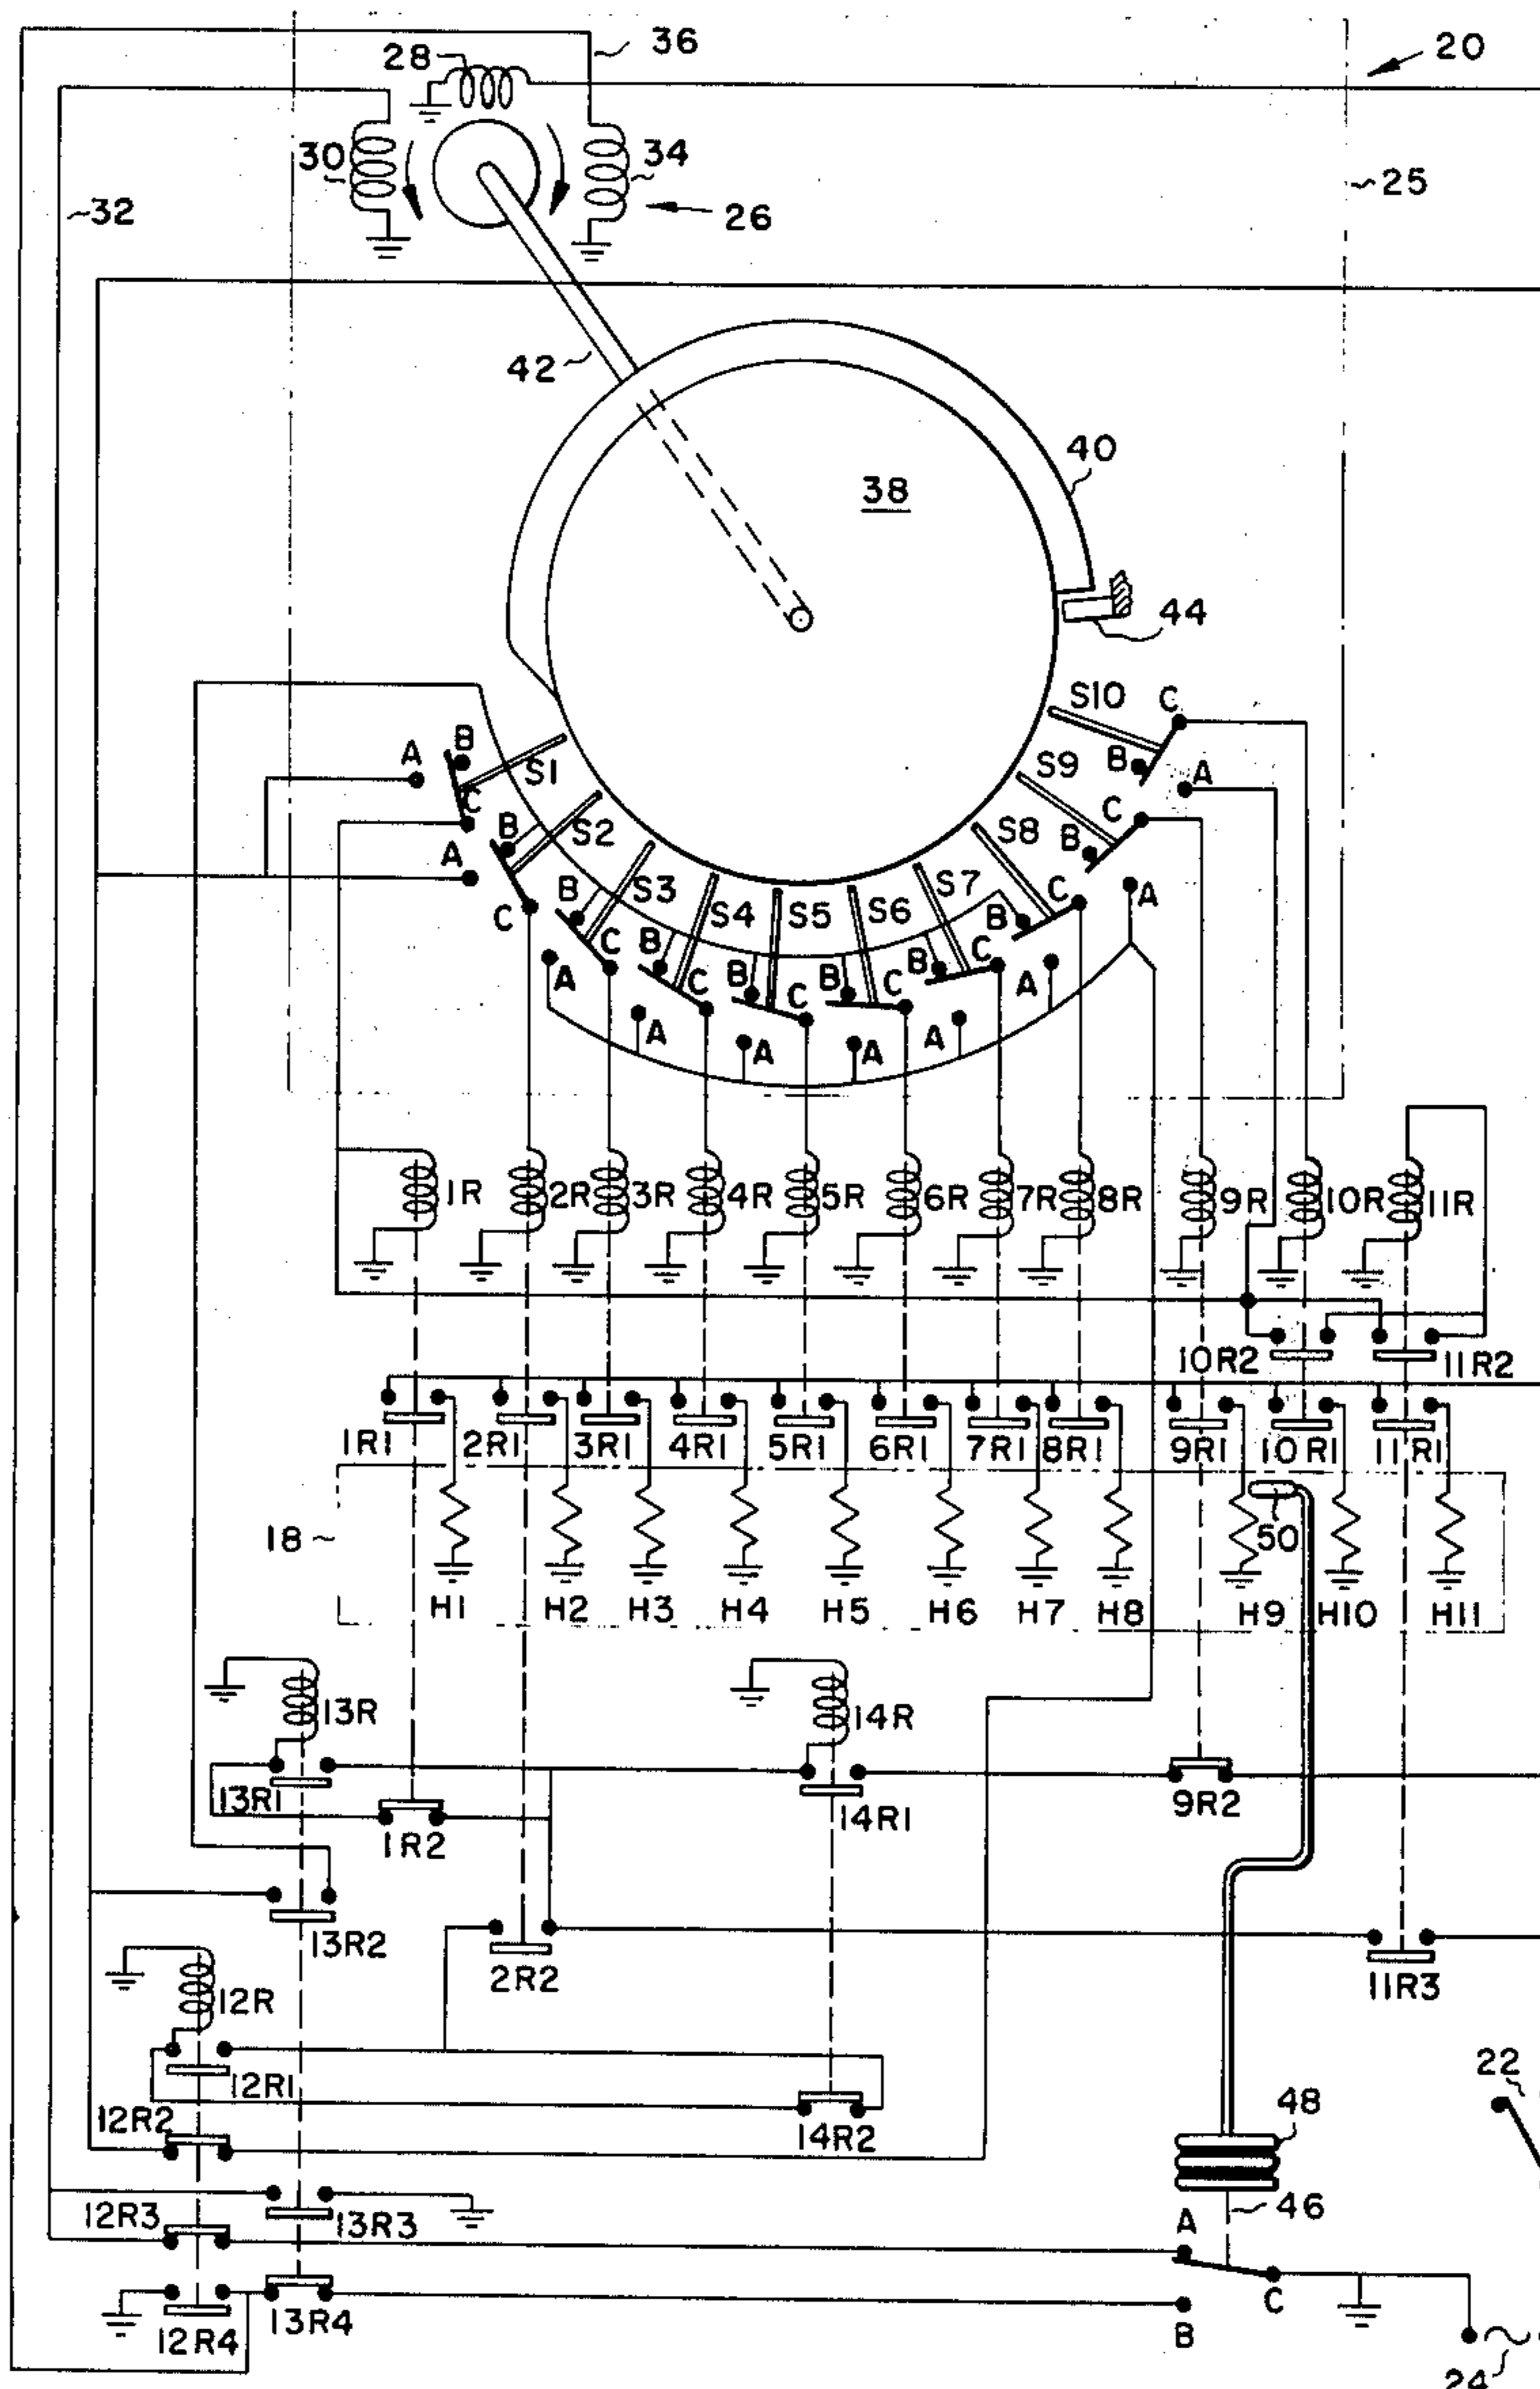 36
20
28
30
34
25
32
26
42
40
38
44
S10 C
A B S1 S9 B A
C B S2 S8 C
A B S3 S7 B
C B S4 S5 S6 B C A
C B C B C B C B C A
A A A A A
1R 2R 3R 4R 5R 6R 7R 8R 9R 10R 11R
10R2 11R2
1R1 2R1 3R1 4R1 5R1 6R1 7R1 8R1 9R1 10R1 11R1
18 50
H1 H2 H3 H4 H5 H6 H7 H8 H9 H10 H11
13R 14R
13R1 14R1 9R2
1R2
13R2
2R2 11R3
12R
12R1
22
12R2 14R2 48
12R3 13R3 A 46
C
12R4 13R4 B
24